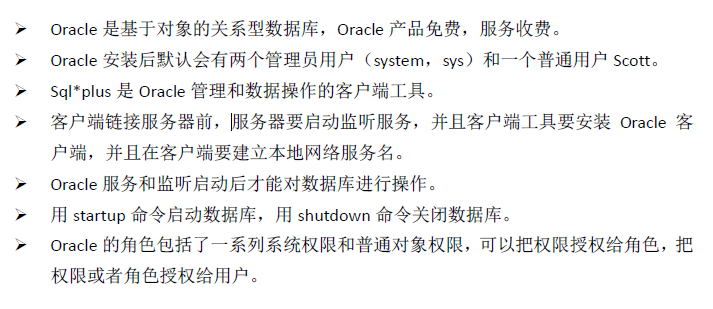 ➢ Oracle 是基于对象的关系型数据库，Oracle 产品免费，服务收费。
➢ Oracle 安装后默认会有两个管理员用户（system，sys）和一个普通用户 Scott。
➢ Sql*plus 是 Oracle 管理和数据操作的客户端工具。
➢ 客户端链接服务器前，服务器要启动监听服务，并且客户端工具要安装 Oracle 客
户端，并且在客户端要建立本地网络服务名。
➢ Oracle 服务和监听启动后才能对数据库进行操作。
➢ 用 startup 命令启动数据库，用 shutdown 命令关闭数据库。
➢ Oracle 的角色包括了一系列系统权限和普通对象权限，可以把权限授权给角色，把
权限或者角色授权给用户。